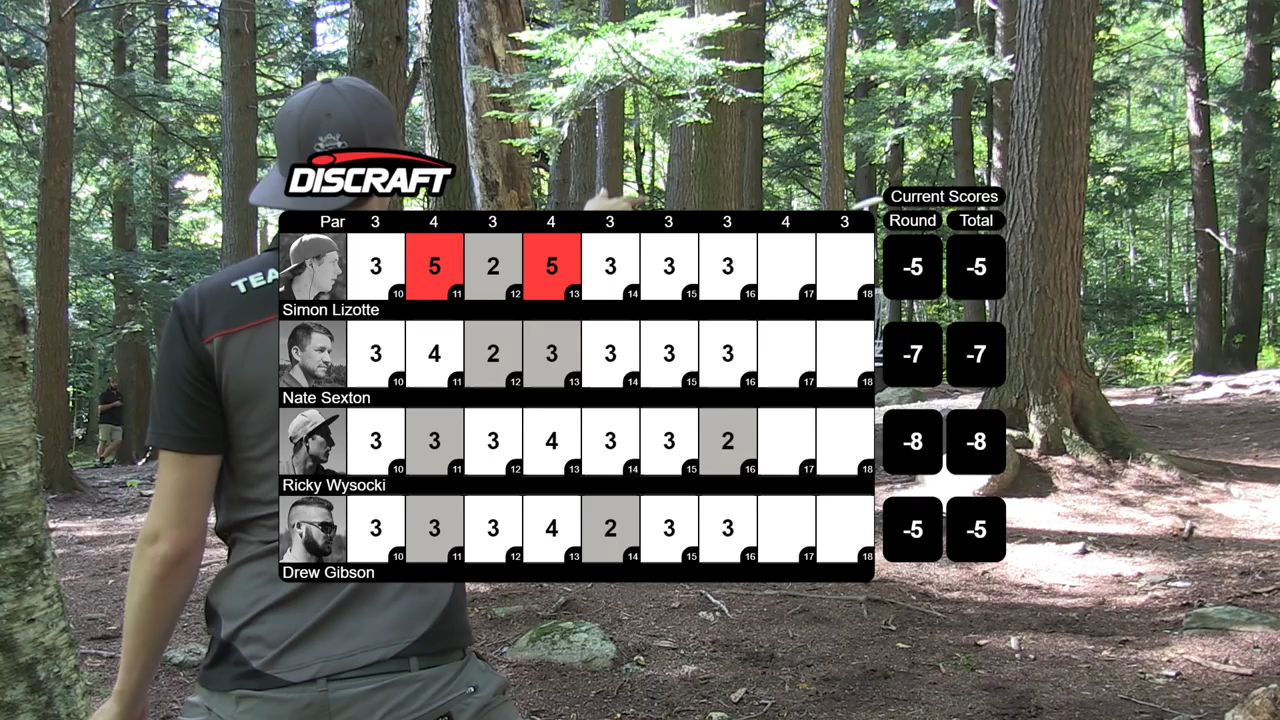 DISCRAFT
Current Scores
Par 3 4 3 4 3 3 3 4 3 Round Total
TEA
3 5 2 5 3 3 3 -5 -5
10 11 12 13 14 15 16 17 18
Simon Lizotte
3 4 2 3 3 3 3 -7 -7
10 11 12 13 14 15 16 17 18
Nate Sexton
3 3 3 4 3 3 2 -8 -8
10 11 12 13 14 15 16 17 18
Ricky Wysocki
3 3 3 4 2 3 3 -5 -5
10 11 12 13 14 15 16 17 18
Drew Gibson